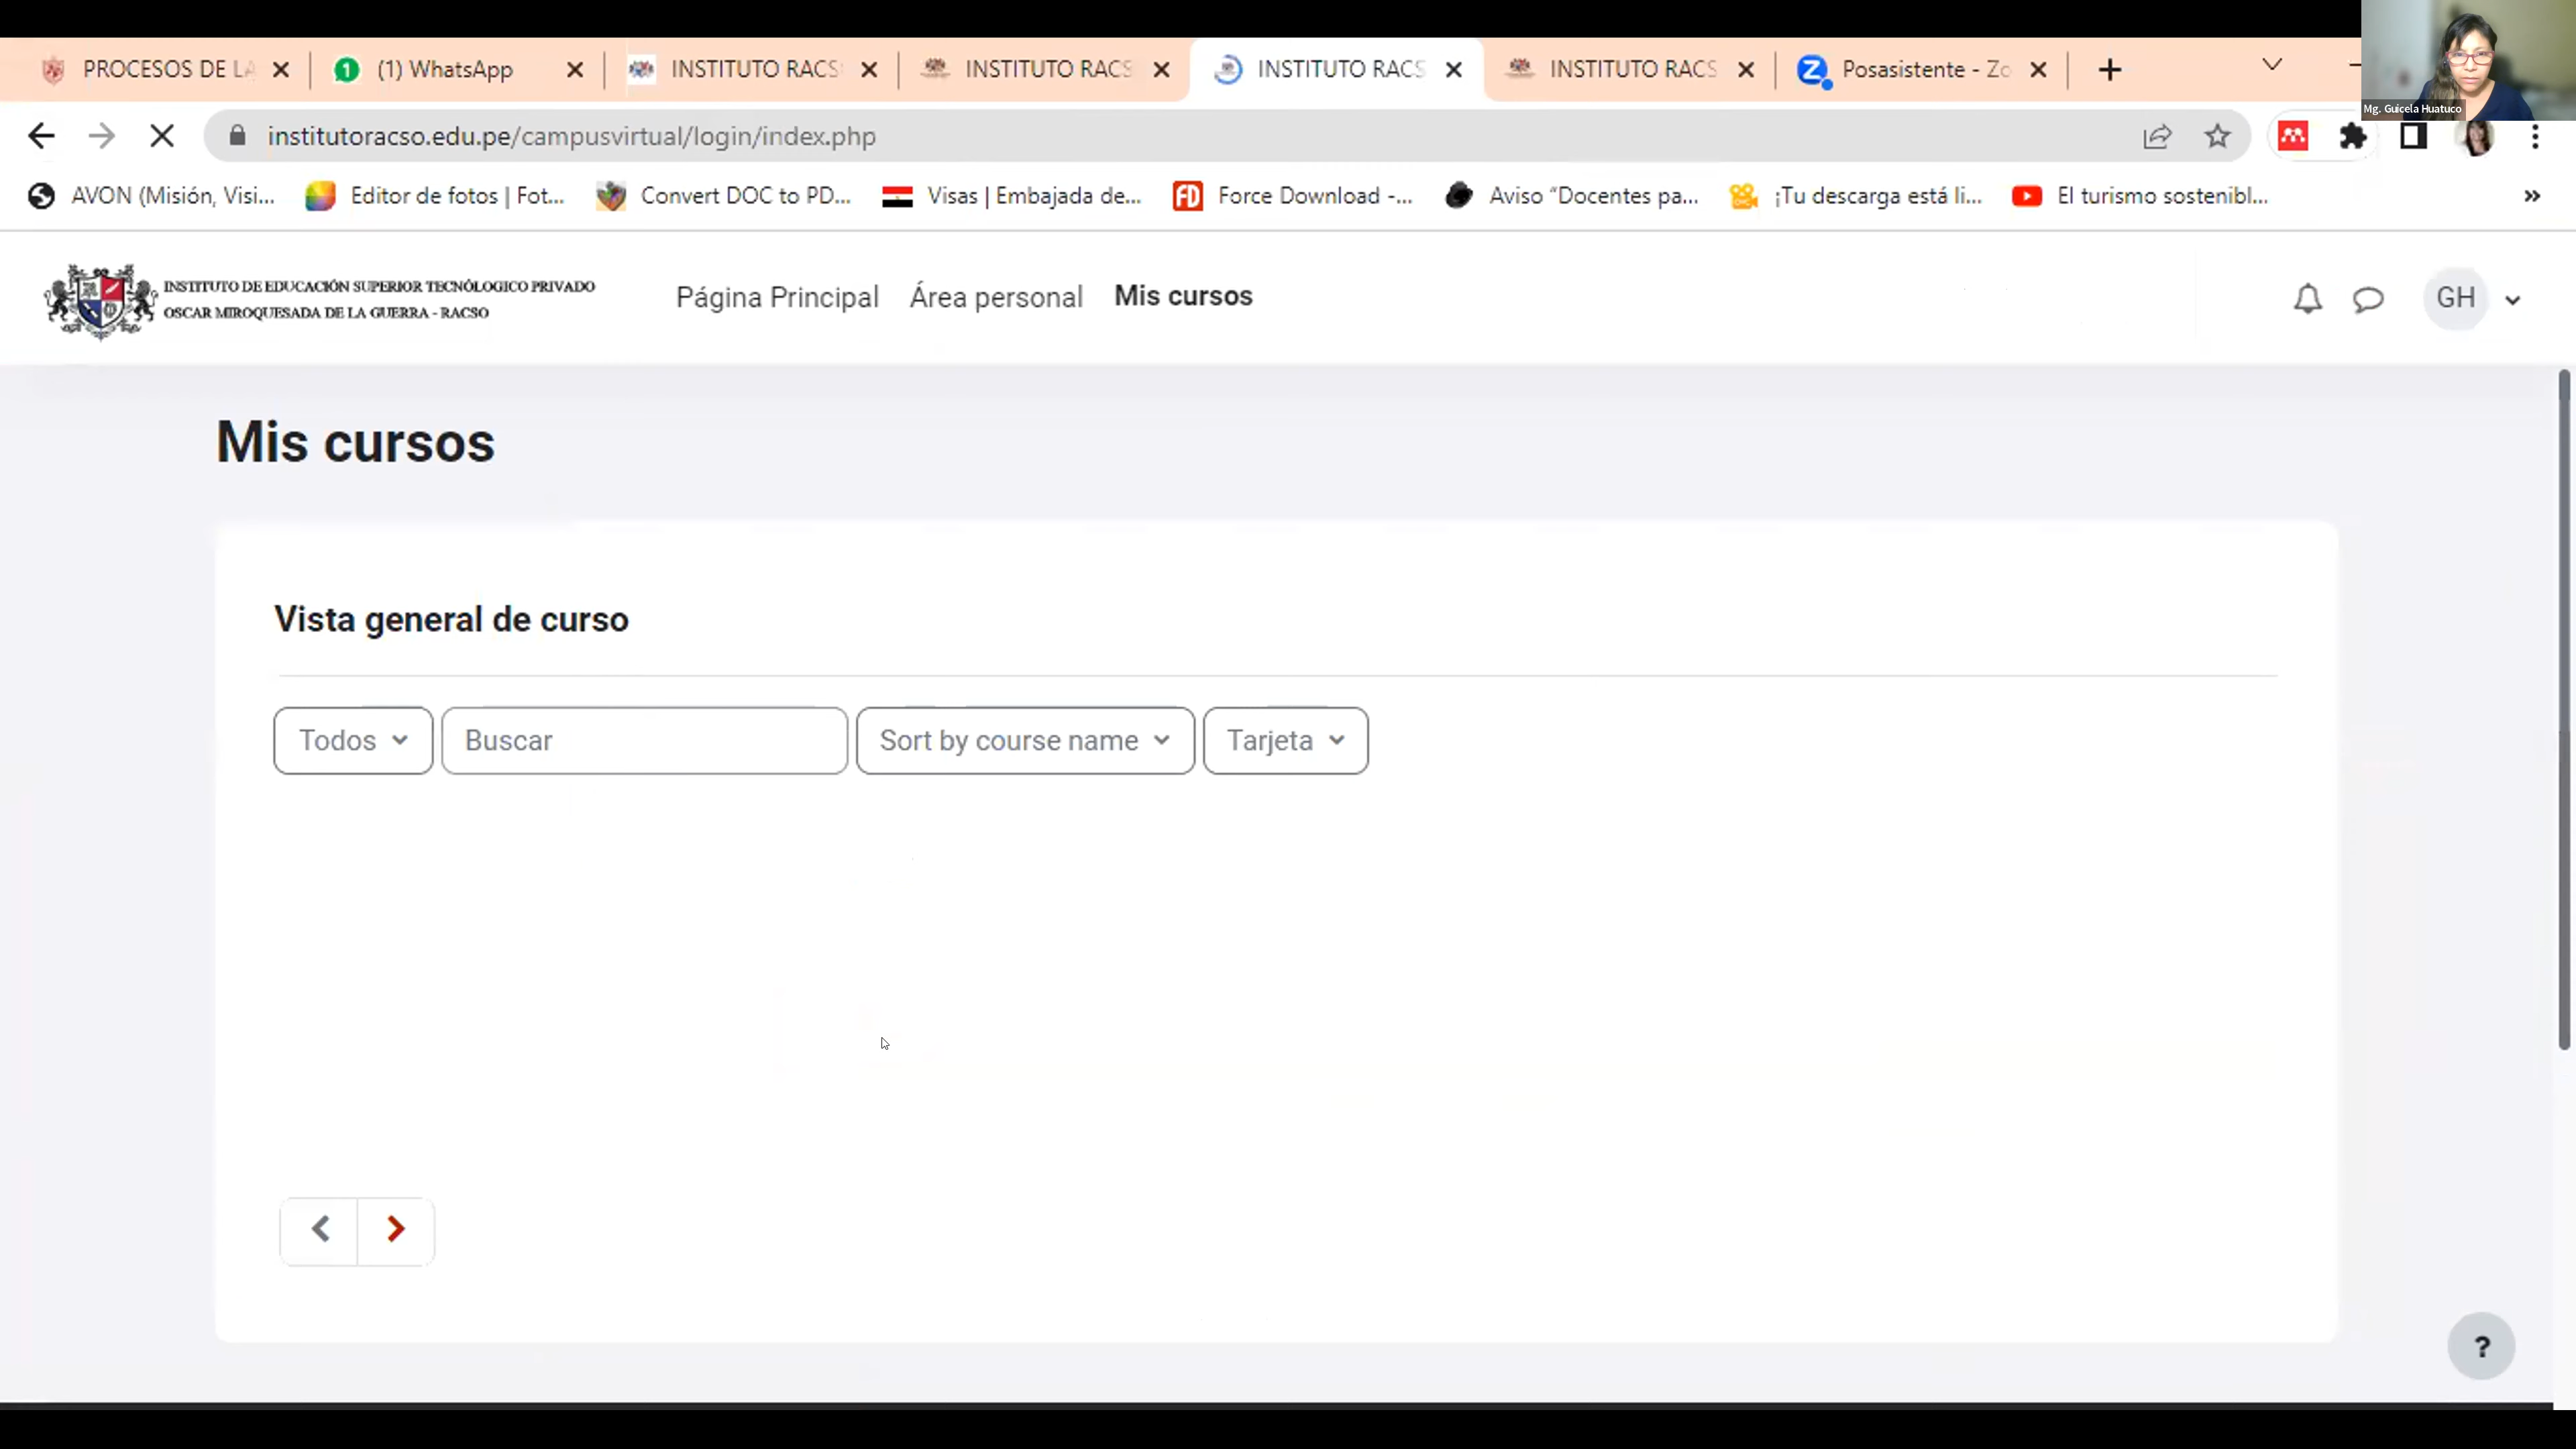 PROCESOS DE LA
(1) WhatsApp
INSTITUTO RACS
INSTITUTO RACS
INSTITUTO RACS
INSTITUTO RACS
Posasistente - Zo
Mg. Guicela Huatuco
institutoracso.edu.pe/campusvirtual/login/index.php
AVON (Misión, Visi...
Editor de fotos | Fot...
Convert DOC to PD...
Visas | Embajada de...
FD
Force Download -...
Aviso “Docentes pa...
¡Tu descarga está li...
El turismo sostenibl...
INSTITUTO DE EDUCACIÓN SUPERIOR TECNÓLOGICO PRIVADO
OSCAR MIROQUESADA DE LA GUERRA - RACSO
Página Principal
Área personal
Mis cursos
GH
Mis cursos
Vista general de curso
Todos
Buscar
Sort by course name
Tarjeta
?